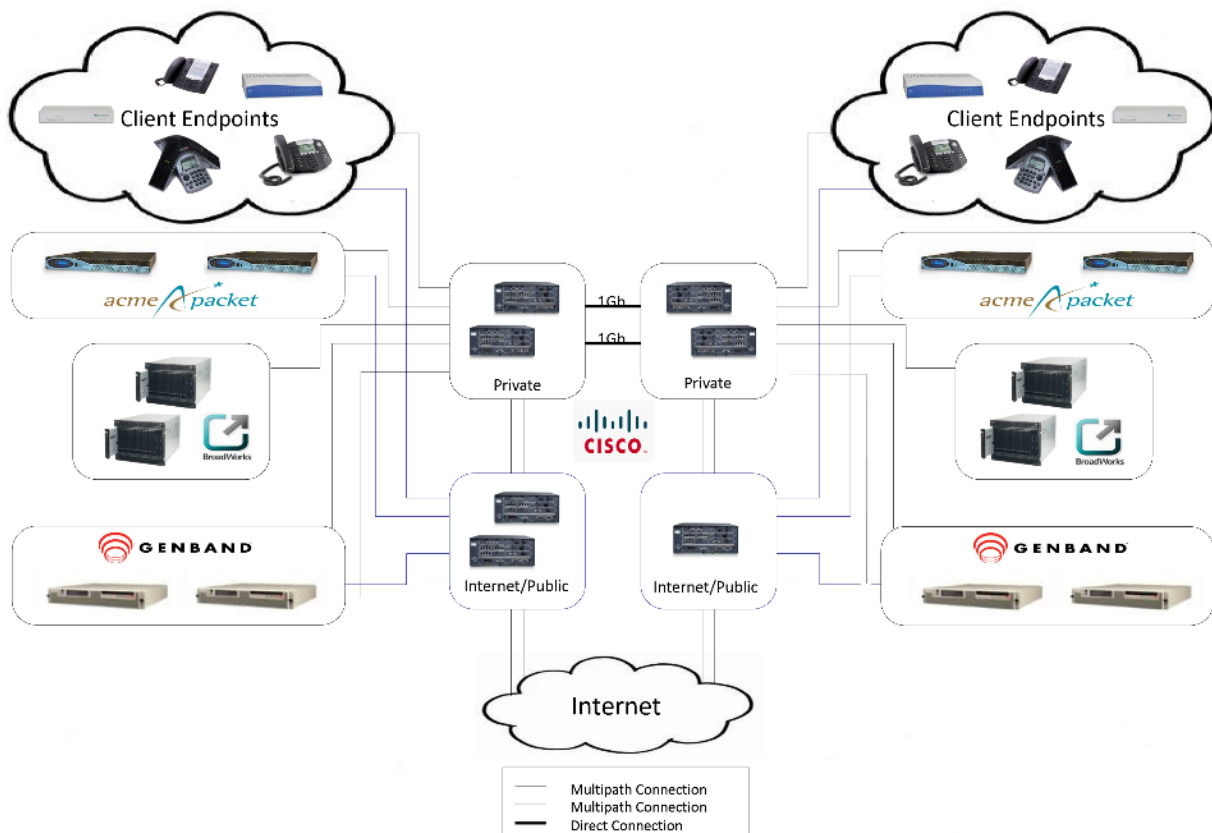 Client Endpoints
Client Endpoints
acme packet
acme packet
1Gb
1Gb
Private
Private
BroadWorks
BroadWorks
CISCO
GENBAND
GENBAND
Internet/Public
Internet/Public
Internet
Multipath Connection
Multipath Connection
Direct Connection